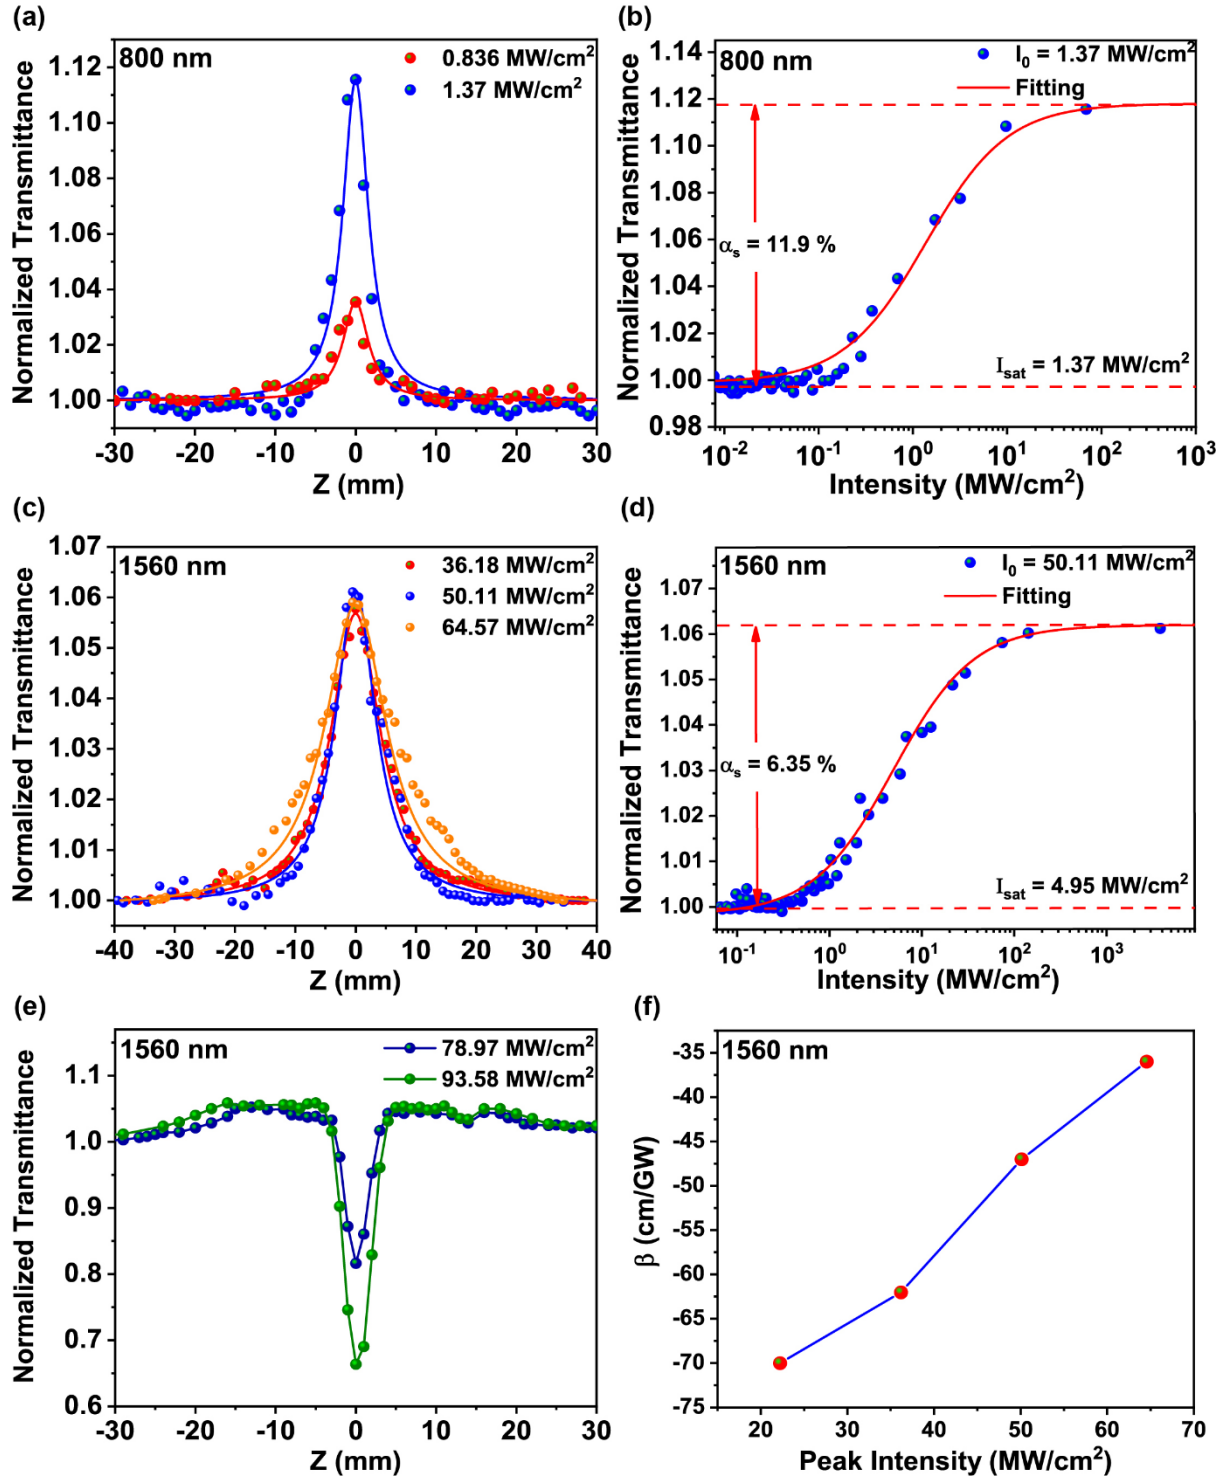 (a)
800 nm
0.836 MW/cm²
1.37 MW/cm²
Normalized Transmittance
1.12
1.10
1.08
1.06
1.04
1.02
1.00
-30 -20 -10 0 10 20 30
Z (mm)
(b)
800 nm
I₀ = 1.37 MW/cm²
Fitting
Normalized Transmittance
1.14
1.12
1.10
1.08
1.06
1.04
1.02
1.00
0.98
αₛ = 11.9 %
I_sat = 1.37 MW/cm²
10⁻² 10⁻¹ 10⁰ 10¹ 10² 10³
Intensity (MW/cm²)
(c)
1560 nm
36.18 MW/cm²
50.11 MW/cm²
64.57 MW/cm²
Normalized Transmittance
1.07
1.06
1.05
1.04
1.03
1.02
1.01
1.00
-40 -30 -20 -10 0 10 20 30 40
Z (mm)
(d)
1560 nm
I₀ = 50.11 MW/cm²
Fitting
Normalized Transmittance
1.07
1.06
1.05
1.04
1.03
1.02
1.01
1.00
αₛ = 6.35 %
I_sat = 4.95 MW/cm²
10⁻¹ 10⁰ 10¹ 10² 10³
Intensity (MW/cm²)
(e)
1560 nm
78.97 MW/cm²
93.58 MW/cm²
Normalized Transmittance
1.1
1.0
0.9
0.8
0.7
0.6
-30 -20 -10 0 10 20 30
Z (mm)
(f)
1560 nm
β (cm/GW)
-35
-40
-45
-50
-55
-60
-65
-70
-75
20 30 40 50 60 70
Peak Intensity (MW/cm²)